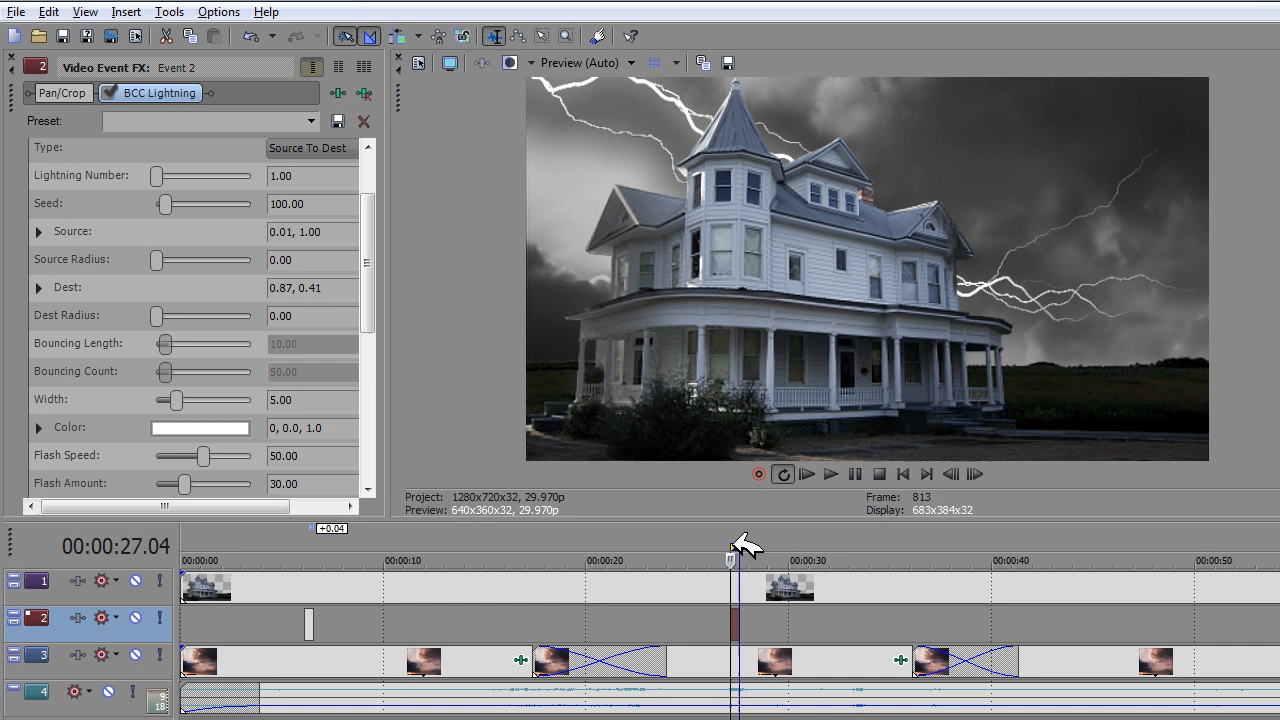 File Edit View Insert Tools Options Help
2 Video Event FX: Event 2
Pan/Crop BCC Lightning
Preset:
Type: Source To Dest
Lightning Number: 1.00
Seed: 100.00
Source: 0.01, 1.00
Source Radius: 0.00
Dest: 0.87, 0.41
Dest Radius: 0.00
Bouncing Length: 10.00
Bouncing Count: 50.00
Width: 5.00
Color: 0, 0.0, 1.0
Flash Speed: 50.00
Flash Amount: 30.00
Preview (Auto)
Project: 1280x720x32, 29.970p
Preview: 640x360x32, 29.970p
Frame: 813
Display: 683x384x32
+0.04
00:00:27.04
00:00:00 00:00:10 00:00:20 00:00:30 00:00:40 00:00:50
1
2
3
4
9:
18: